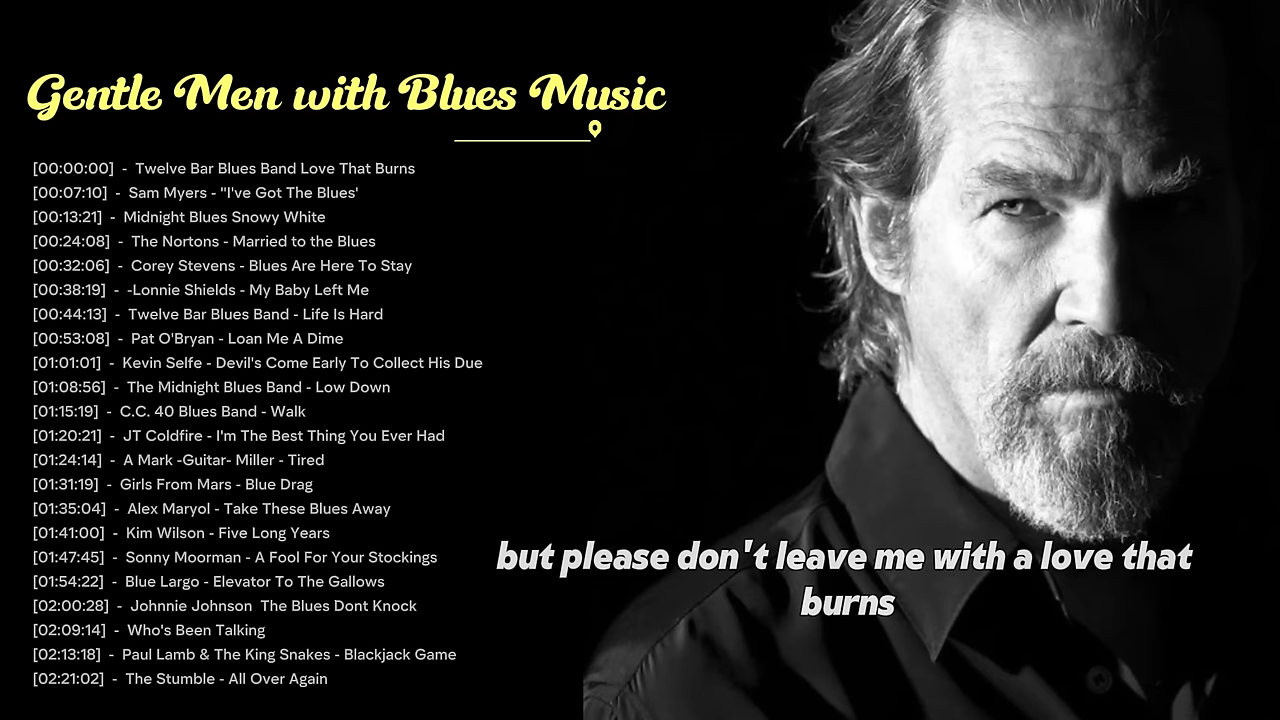 Gentle Men with Blues Music
[00:00:00] - Twelve Bar Blues Band Love That Burns
[00:07:10] - Sam Myers - "I've Got The Blues'
[00:13:21] - Midnight Blues Snowy White
[00:24:08] - The Nortons - Married to the Blues
[00:32:06] - Corey Stevens - Blues Are Here To Stay
[00:38:19] - -Lonnie Shields - My Baby Left Me
[00:44:13] - Twelve Bar Blues Band - Life Is Hard
[00:53:08] - Pat O'Bryan - Loan Me A Dime
[01:01:01] - Kevin Selfe - Devil's Come Early To Collect His Due
[01:08:56] - The Midnight Blues Band - Low Down
[01:15:19] - C.C. 40 Blues Band - Walk
[01:20:21] - JT Coldfire - I'm The Best Thing You Ever Had
[01:24:14] - A Mark -Guitar- Miller - Tired
[01:31:19] - Girls From Mars - Blue Drag
[01:35:04] - Alex Maryol - Take These Blues Away
[01:41:00] - Kim Wilson - Five Long Years
[01:47:45] - Sonny Moorman - A Fool For Your Stockings
[01:54:22] - Blue Largo - Elevator To The Gallows
[02:00:28] - Johnnie Johnson The Blues Dont Knock
[02:09:14] - Who's Been Talking
[02:13:18] - Paul Lamb & The King Snakes - Blackjack Game
[02:21:02] - The Stumble - All Over Again
but please don't leave me with a love that
burns